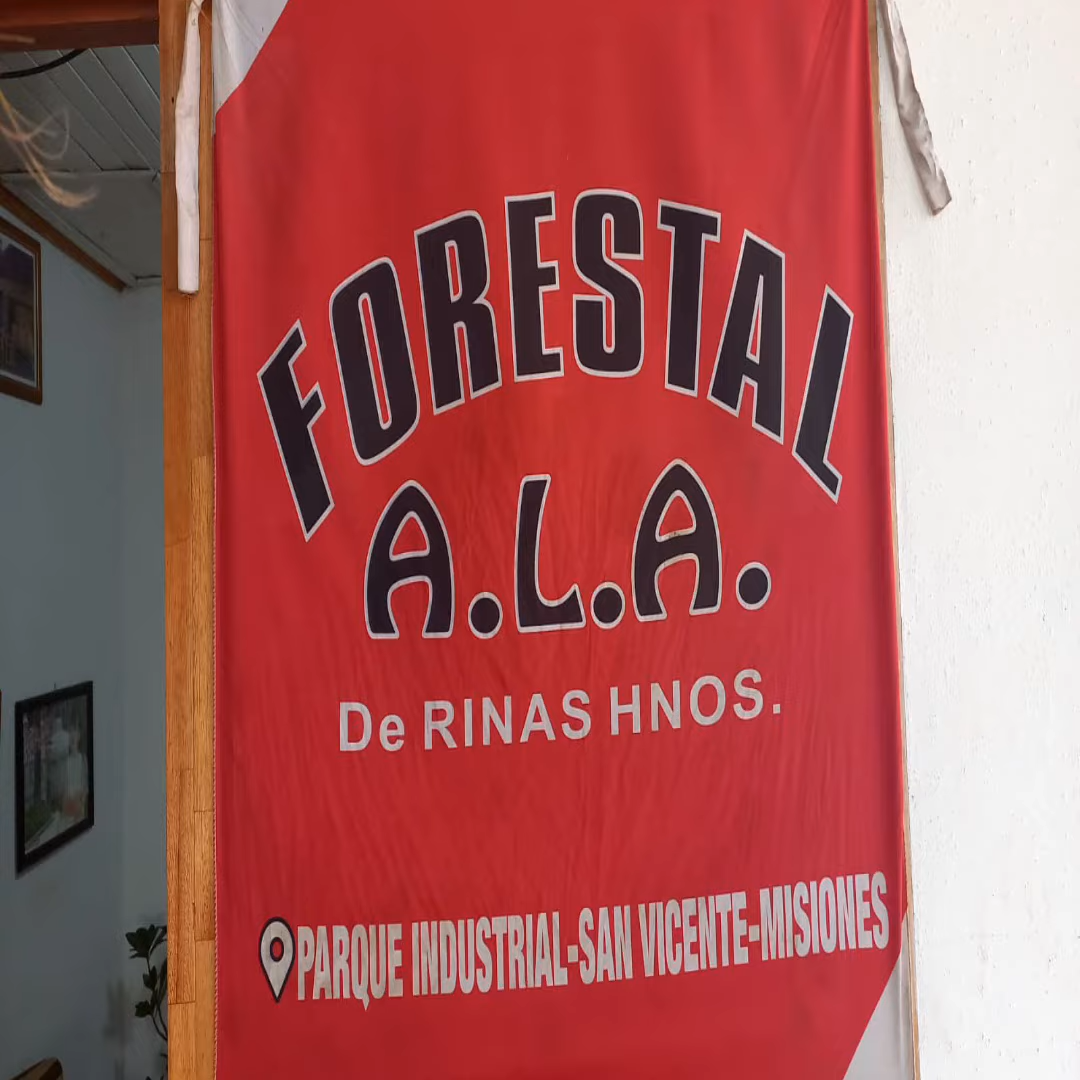 FORESTAL
A.L.A.
De RINAS HNOS.
PARQUE INDUSTRIAL-SAN VICENTE-MISIONES